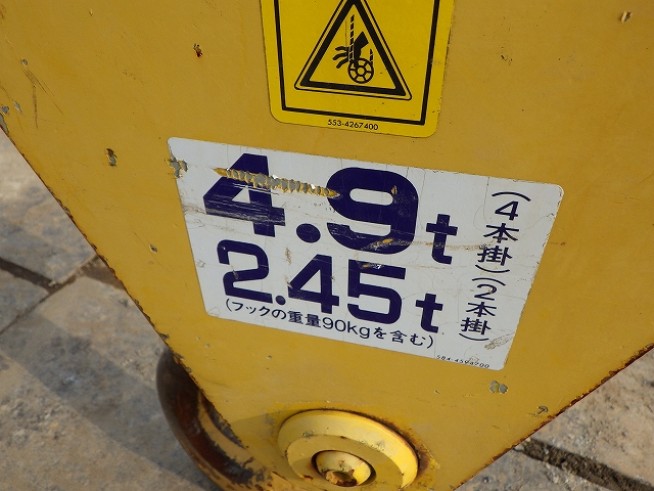 553-4267400
4.9t (4本掛)
2.45t (2本掛)
(フックの重量90kgを含む)